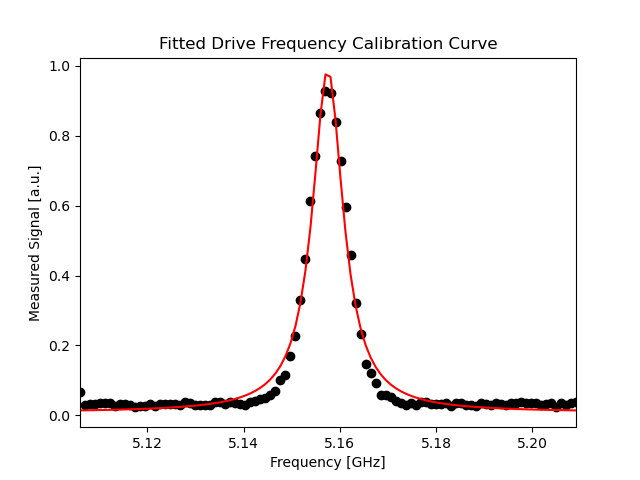 Fitted Drive Frequency Calibration Curve
1.0
0.8
0.6
0.4
0.2
0.0
Measured Signal [a.u.]
5.12 5.14 5.16 5.18 5.20
Frequency [GHz]